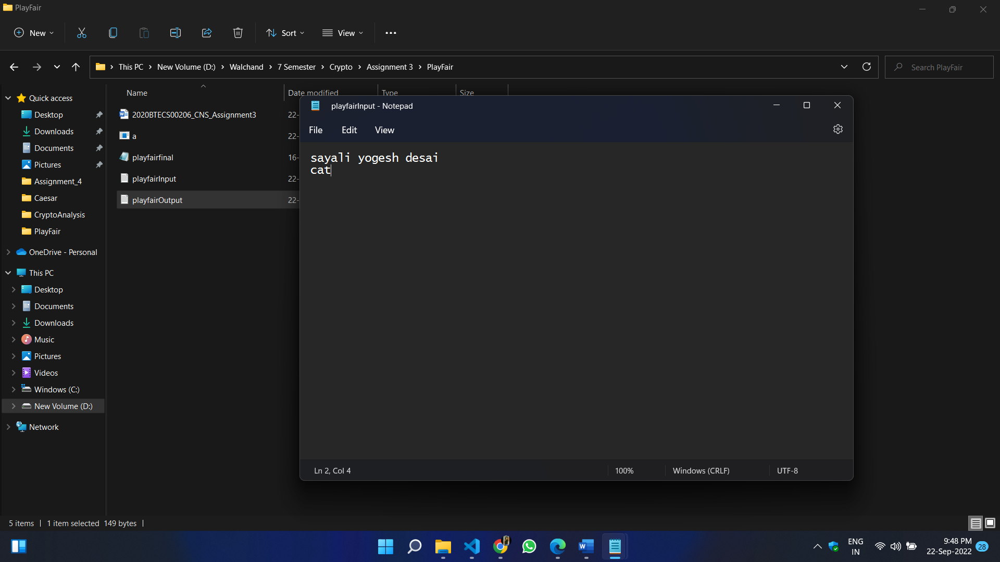 PlayFair
New
Sort
View
This PC
New Volume (D:)
Walchand
7 Semester
Crypto
Assignment 3
PlayFair
Search PlayFair
Quick access
Desktop
Downloads
Documents
Pictures
Assignment_4
Caesar
CryptoAnalysis
PlayFair
OneDrive - Personal
This PC
Desktop
Documents
Downloads
Music
Pictures
Videos
Windows (C:)
New Volume (D:)
Network
Name
Date modified
Type
Size
2020BTECS00206_CNS_Assignment3
22-
a
22-
playfairfinal
16-
playfairInput
22-
playfairOutput
22-
playfairInput - Notepad
File
Edit
View
sayali yogesh desai
cat
Ln 2, Col 4
100%
Windows (CRLF)
UTF-8
5 items
1 item selected 149 bytes
W
ENG
IN
9:48 PM
22-Sep-2022
28